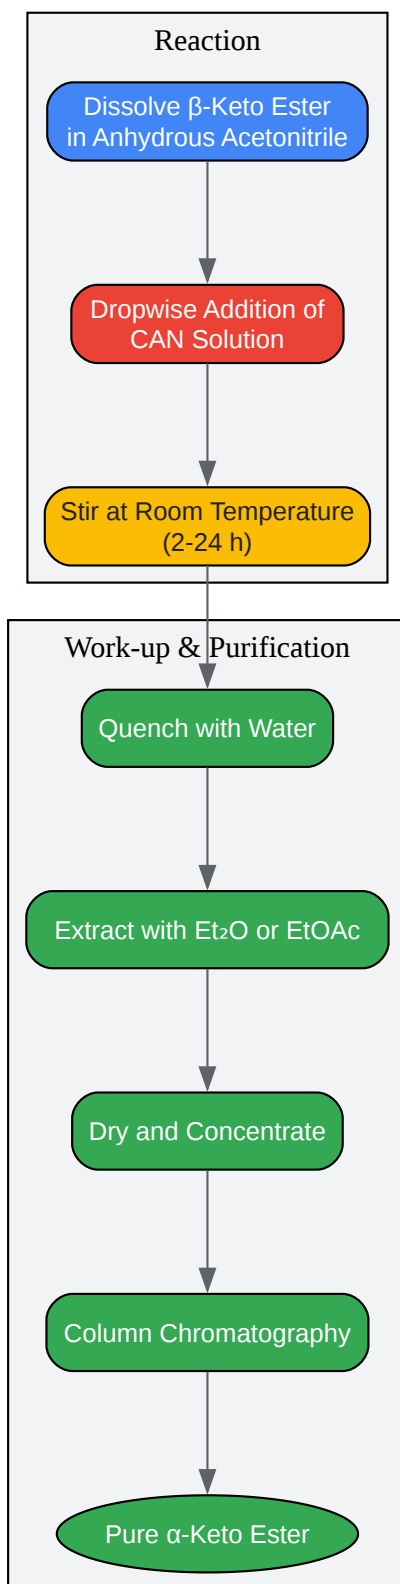 Reaction
Dissolve β-Keto Ester
in Anhydrous Acetonitrile
Dropwise Addition of
CAN Solution
Stir at Room Temperature
(2-24 h)
Work-up & Purification
Quench with Water
Extract with Et₂O or EtOAc
Dry and Concentrate
Column Chromatography
Pure α-Keto Ester